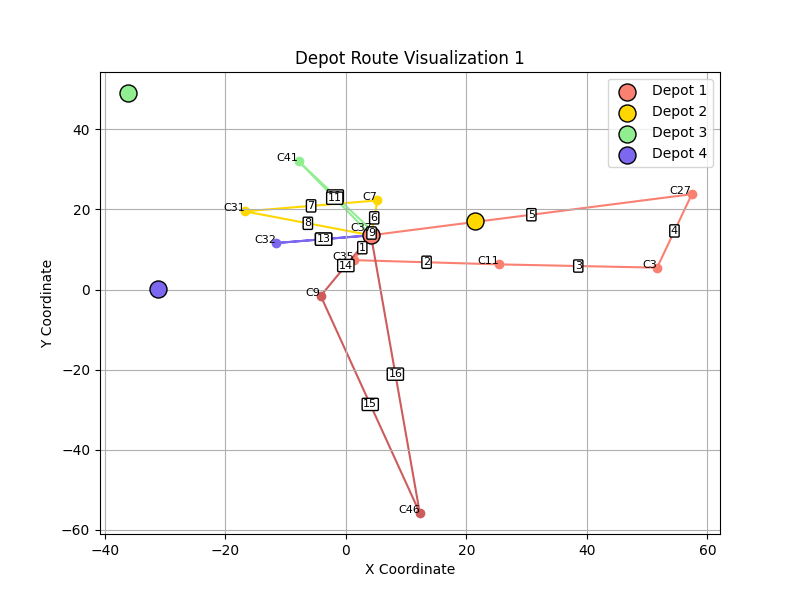 Depot Route Visualization 1
Depot 1
Depot 2
Depot 3
Depot 4
Y Coordinate
40
20
0
−20
−40
−60
−40
−20
0
20
40
60
X Coordinate
C41
C27
C31
C7
C32
C35
C11
C3
C9
C46
1
2
3
4
5
6
7
8
9
11
13
14
15
16